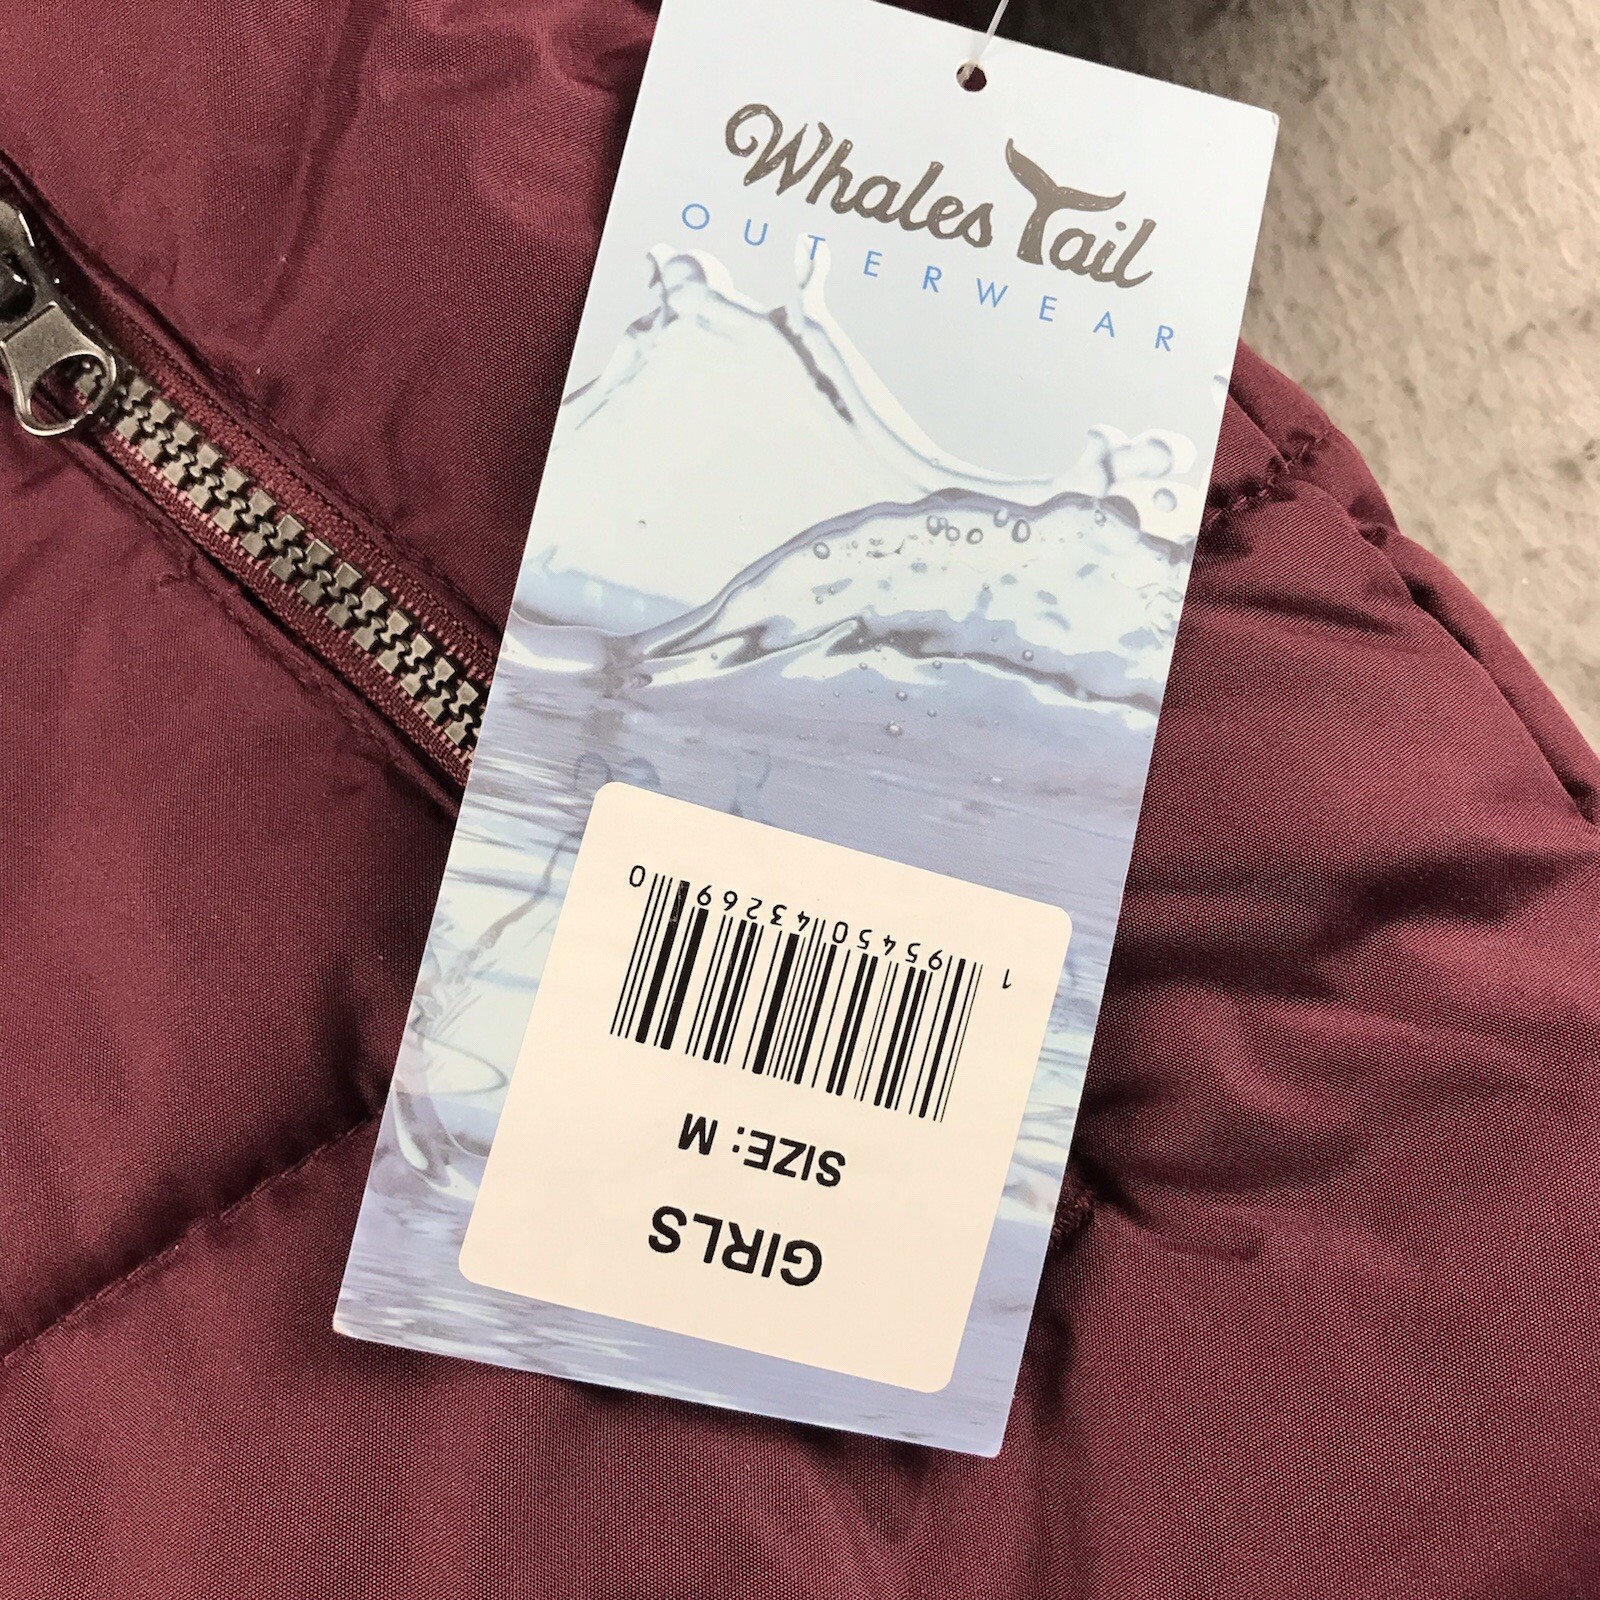 Whales Tail
OUTERWEAR
GIRLS
SIZE: M
1 95450 43269 0